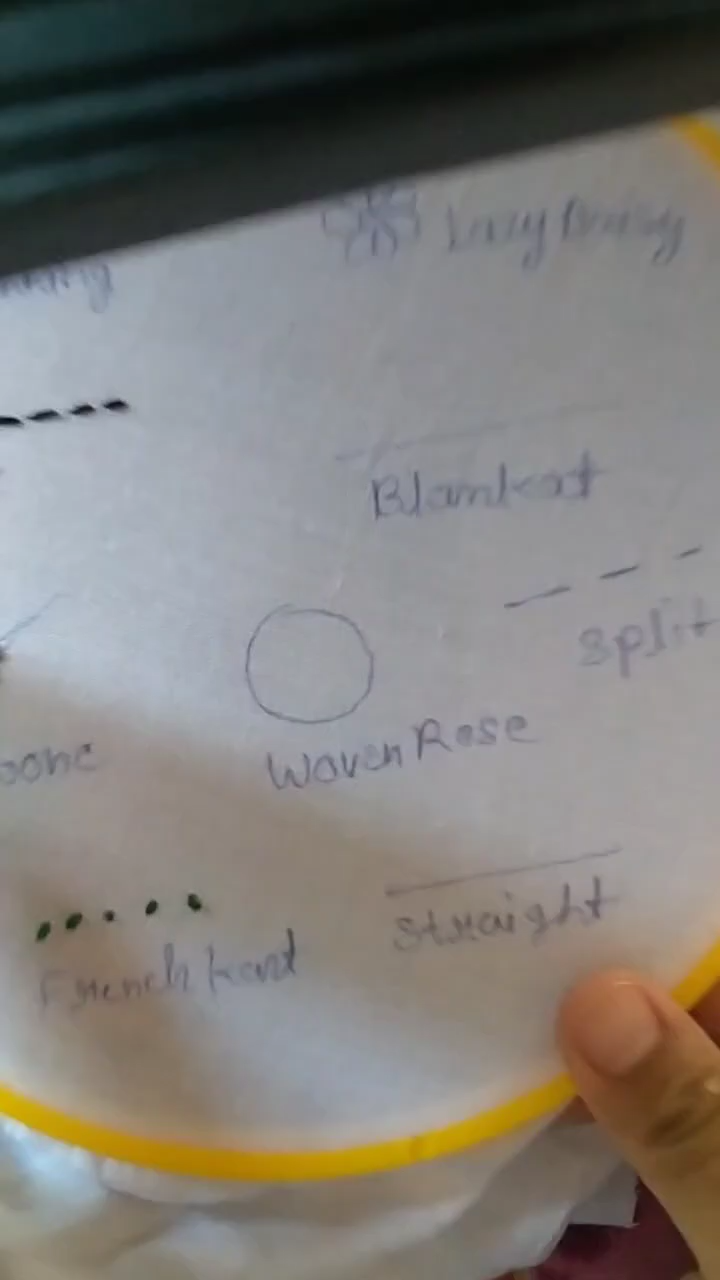 Lazy Daisy
Blanket
split
Woven Rose
straight
French knot